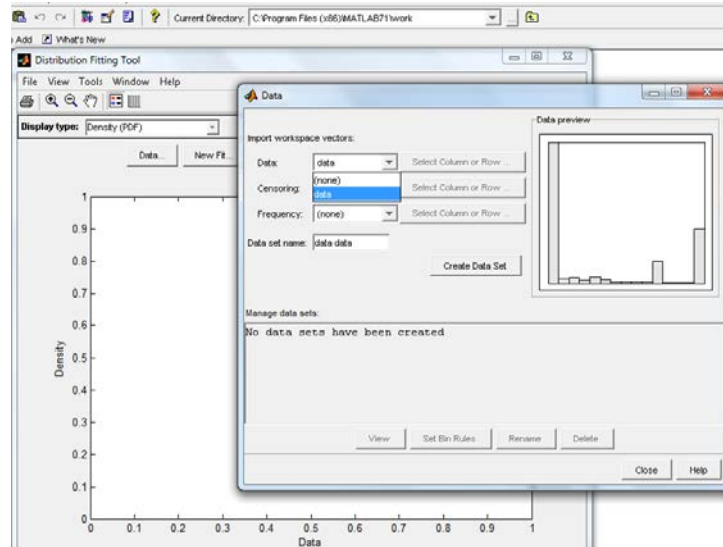 Current Directory: C:\Program Files (x86)\MATLAB71\work
Add What's New
Distribution Fitting Tool
File View Tools Window Help
Display type: Density (PDF)
Data... New Fit...
Data
Import workspace vectors:
Data: data Select Column or Row ...
(none)
data
Censoring: Select Column or Row ...
Frequency: (none) Select Column or Row ...
Data set name: data data
Create Data Set
Data preview
Manage data sets:
No data sets have been created
View Set Bin Rules Rename Delete
Close Help
1
0.9
0.8
0.7
0.6
0.5
0.4
0.3
0.2
0.1
0
Density
0 0.1 0.2 0.3 0.4 0.5 0.6 0.7 0.8 0.9 1
Data